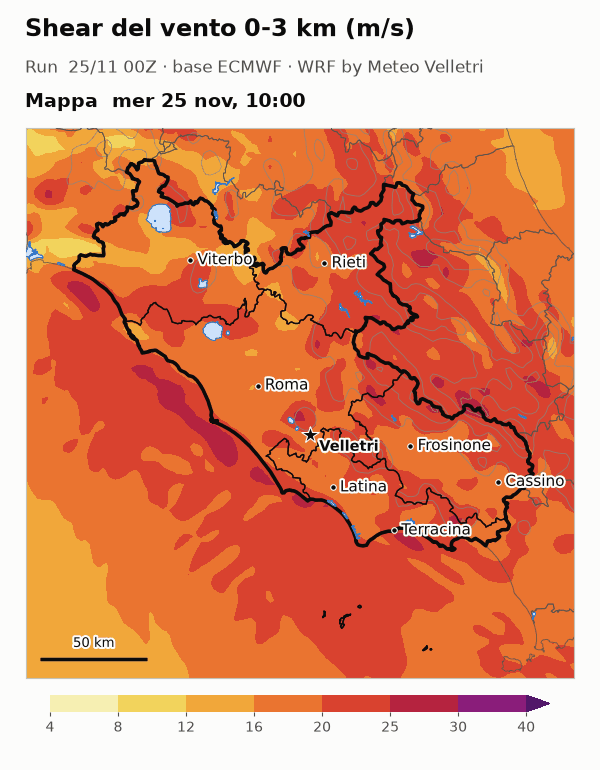 Shear del vento 0-3 km (m/s)
Run  25/11 00Z · base ECMWF · WRF by Meteo Velletri
Mappa  mer 25 nov, 10:00
Viterbo
Rieti
Roma
Velletri
Frosinone
Cassino
Latina
Terracina
50 km
4 8 12 16 20 25 30 40